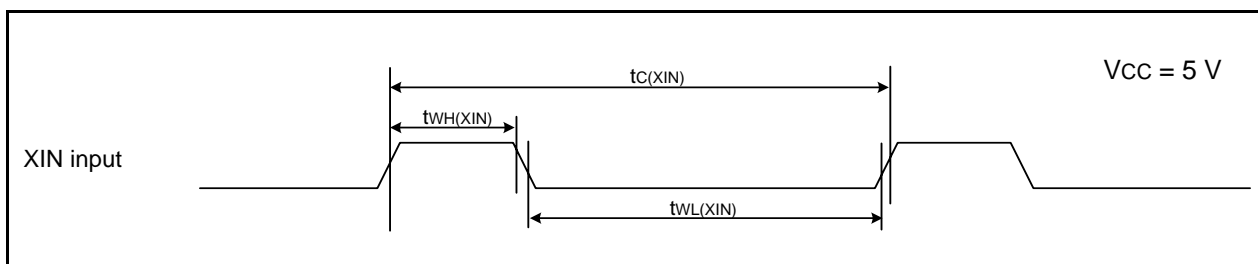 tC(XIN)
VCC = 5 V
tWH(XIN)
XIN input
tWL(XIN)